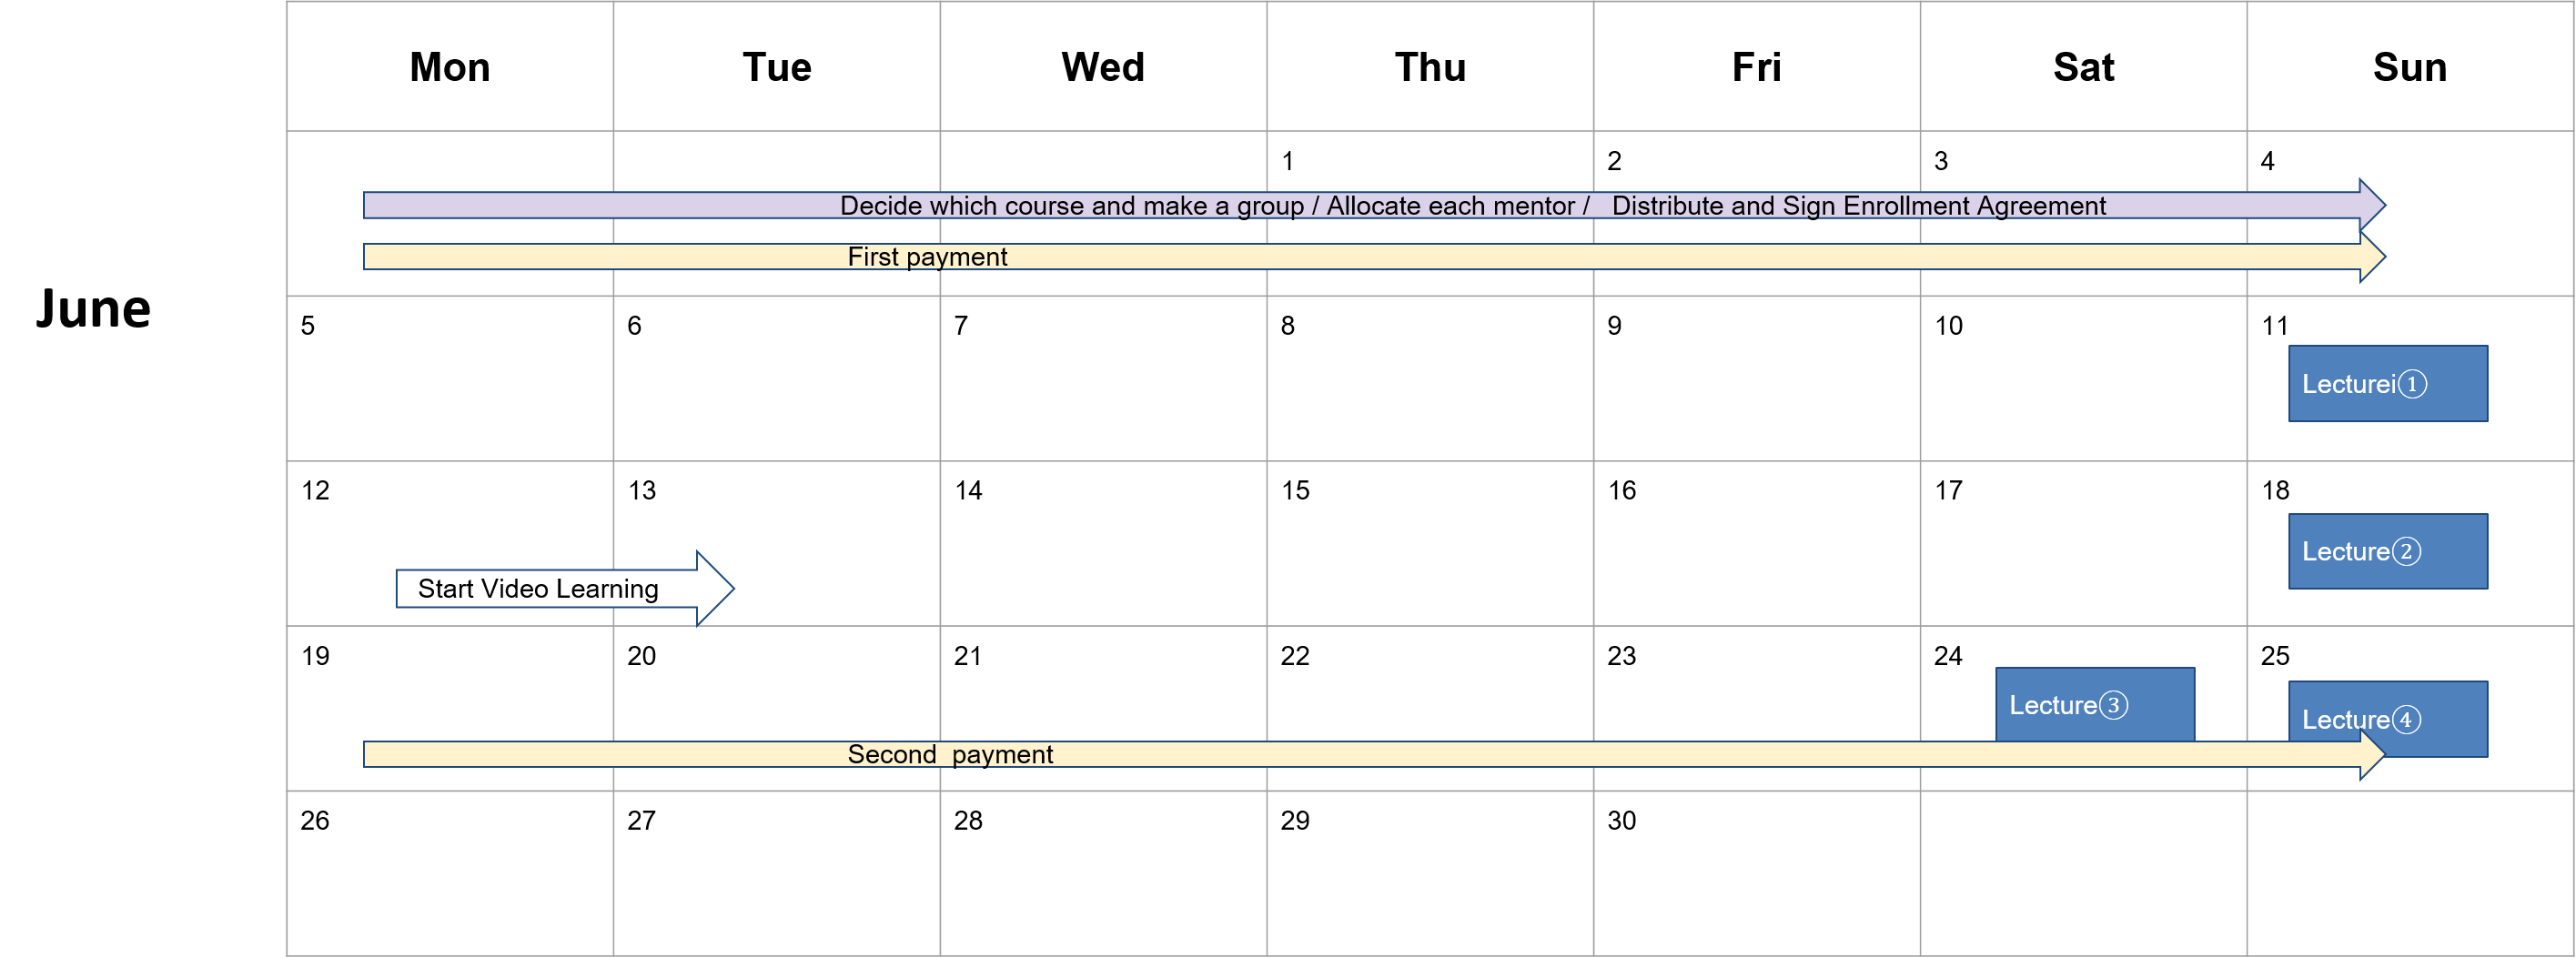 Mon Tue Wed Thu Fri Sat Sun
1 2 3 4
Decide which course and make a group / Allocate each mentor / Distribute and Sign Enrollment Agreement
First payment
June
5 6 7 8 9 10 11
Lecturei①
12 13 14 15 16 17 18
Lecture②
Start Video Learning
19 20 21 22 23 24 25
Lecture③
Lecture④
Second payment
26 27 28 29 30